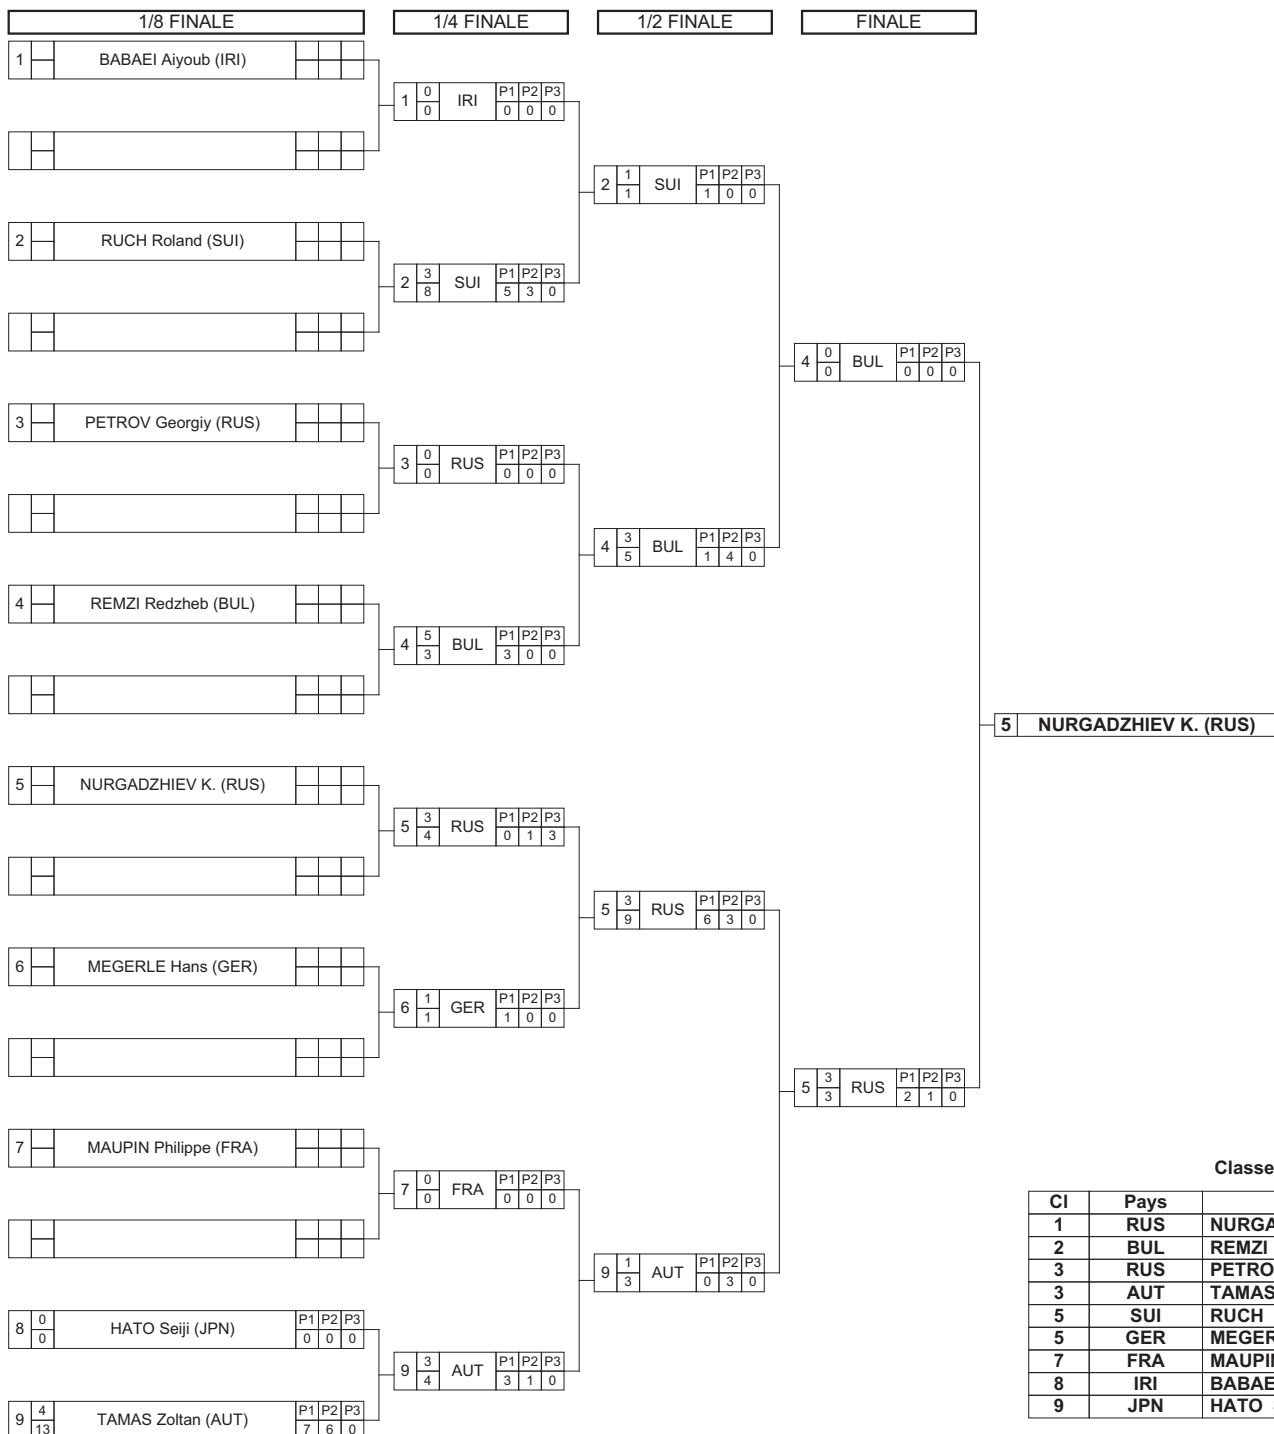 1/8 FINALE 1/4 FINALE 1/2 FINALE FINALE
1 BABAEI Aiyoub (IRI)
1 0 IRI P1 P2 P3
0 0 0 0
2 1 SUI P1 P2 P3
1 1 0 0
2 RUCH Roland (SUI)
2 3 SUI P1 P2 P3
8 5 3 0
4 0 BUL P1 P2 P3
0 0 0 0
3 PETROV Georgiy (RUS)
3 0 RUS P1 P2 P3
0 0 0 0
4 3 BUL P1 P2 P3
5 1 4 0
4 REMZI Redzheb (BUL)
4 5 BUL P1 P2 P3
3 3 0 0
5 NURGADZHIEV K. (RUS)
5 NURGADZHIEV K. (RUS)
5 3 RUS P1 P2 P3
4 0 1 3
5 3 RUS P1 P2 P3
9 6 3 0
6 MEGERLE Hans (GER)
6 1 GER P1 P2 P3
1 1 0 0
5 3 RUS P1 P2 P3
3 2 1 0
7 MAUPIN Philippe (FRA)
7 0 FRA P1 P2 P3
0 0 0 0
9 1 AUT P1 P2 P3
3 0 3 0
8 0 HATO Seiji (JPN) P1 P2 P3
0 0 0 0
9 3 AUT P1 P2 P3
4 3 1 0
9 4 TAMAS Zoltan (AUT) P1 P2 P3
13 7 6 0
Classe
Cl Pays
1 RUS NURGA
2 BUL REMZI
3 RUS PETRO
3 AUT TAMAS
5 SUI RUCH
5 GER MEGER
7 FRA MAUPI
8 IRI BABAE
9 JPN HATO